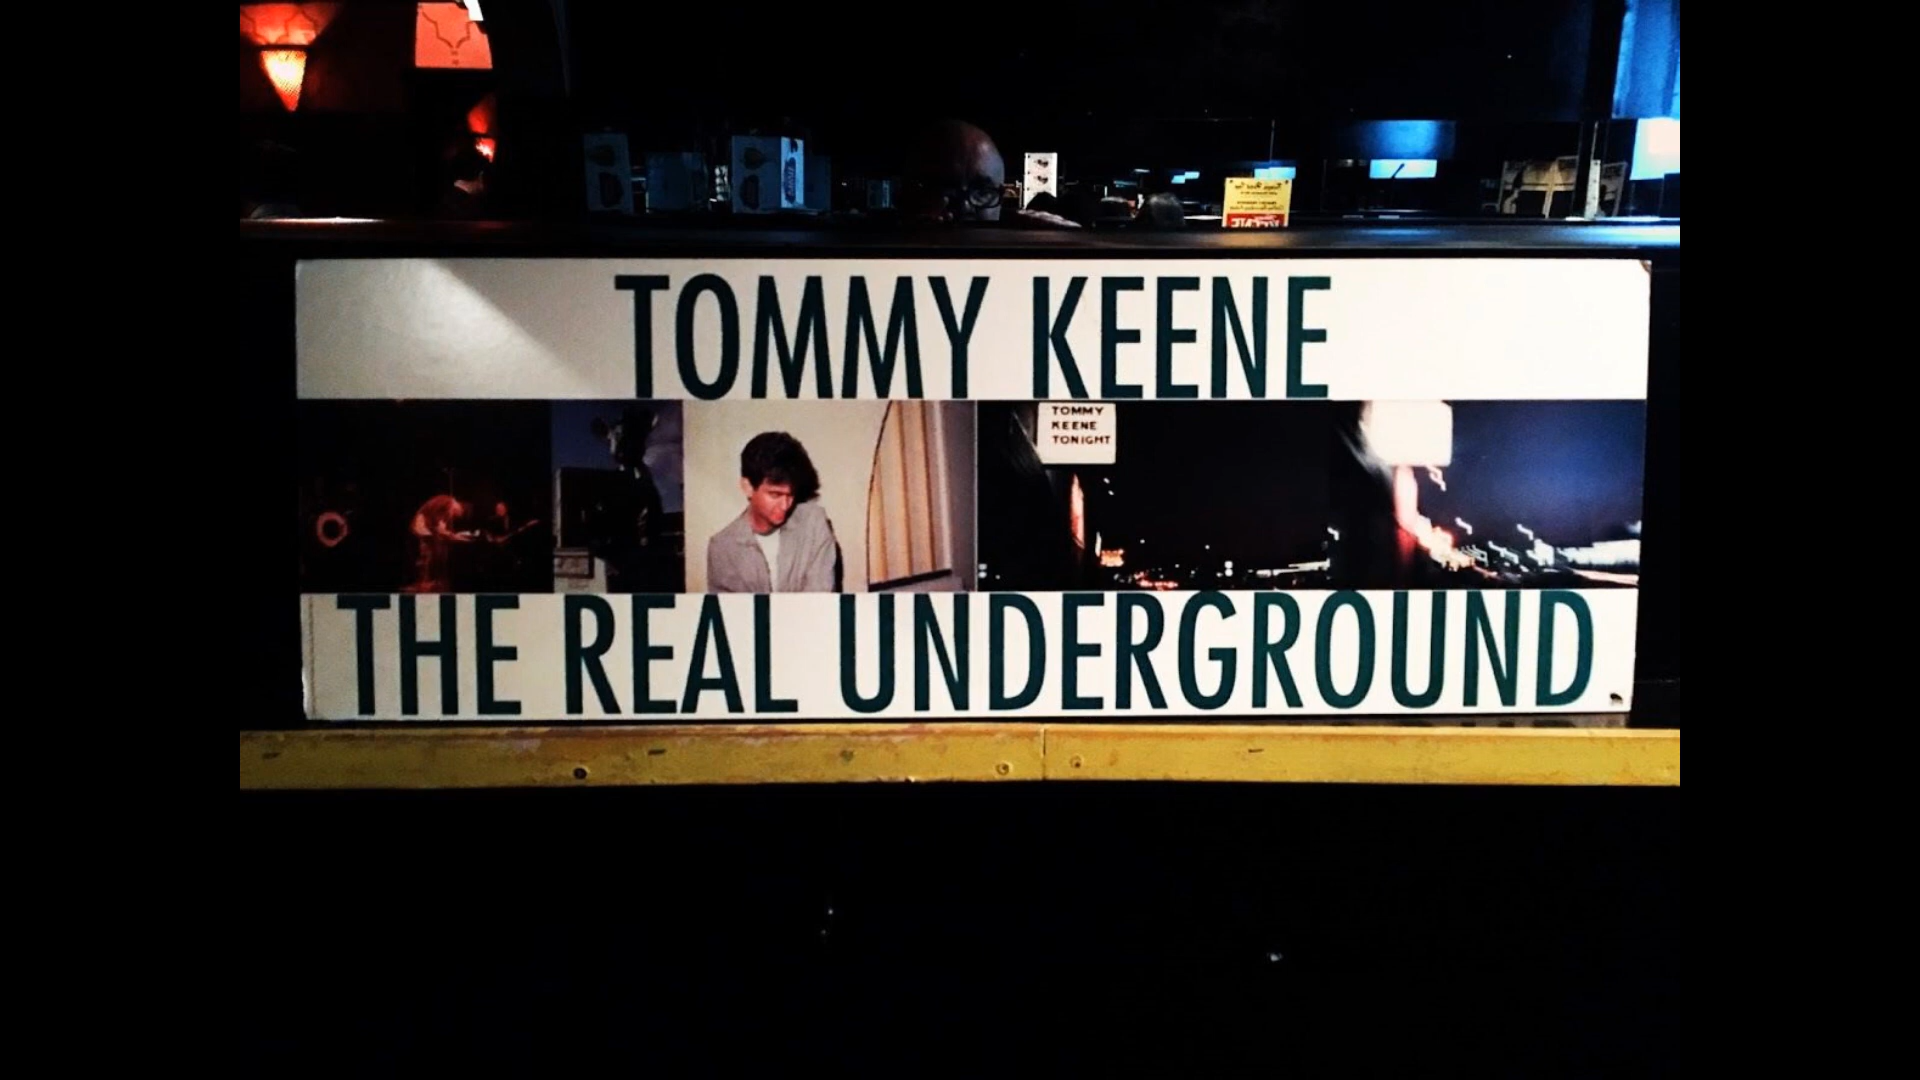 TOMMY KEENE
TOMMY
KEENE
TONIGHT
THE REAL UNDERGROUND